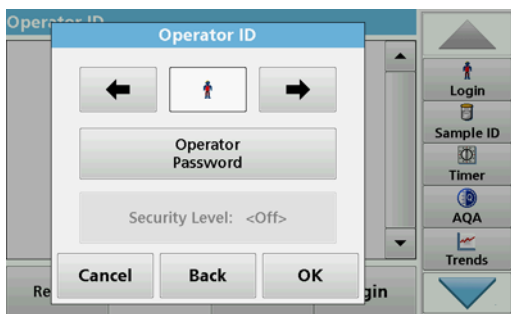 Operator ID
Operator ID
Login
Sample ID
Operator
Password
Timer
Security Level: <Off>
AQA
Trends
Cancel
Back
OK